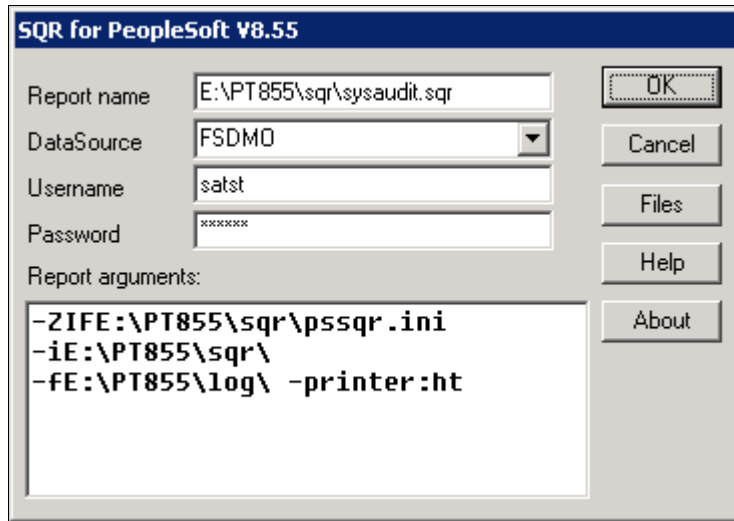 SQR for PeopleSoft V8.55
Report name E:\PT855\sqr\sysaudit.sqr OK
DataSource FSDMO Cancel
Username satst
Files
Password ******
Help
Report arguments:
About
-ZIFE:\PT855\sqr\pssqr.ini
-iE:\PT855\sqr\
-fE:\PT855\log\ -printer:ht